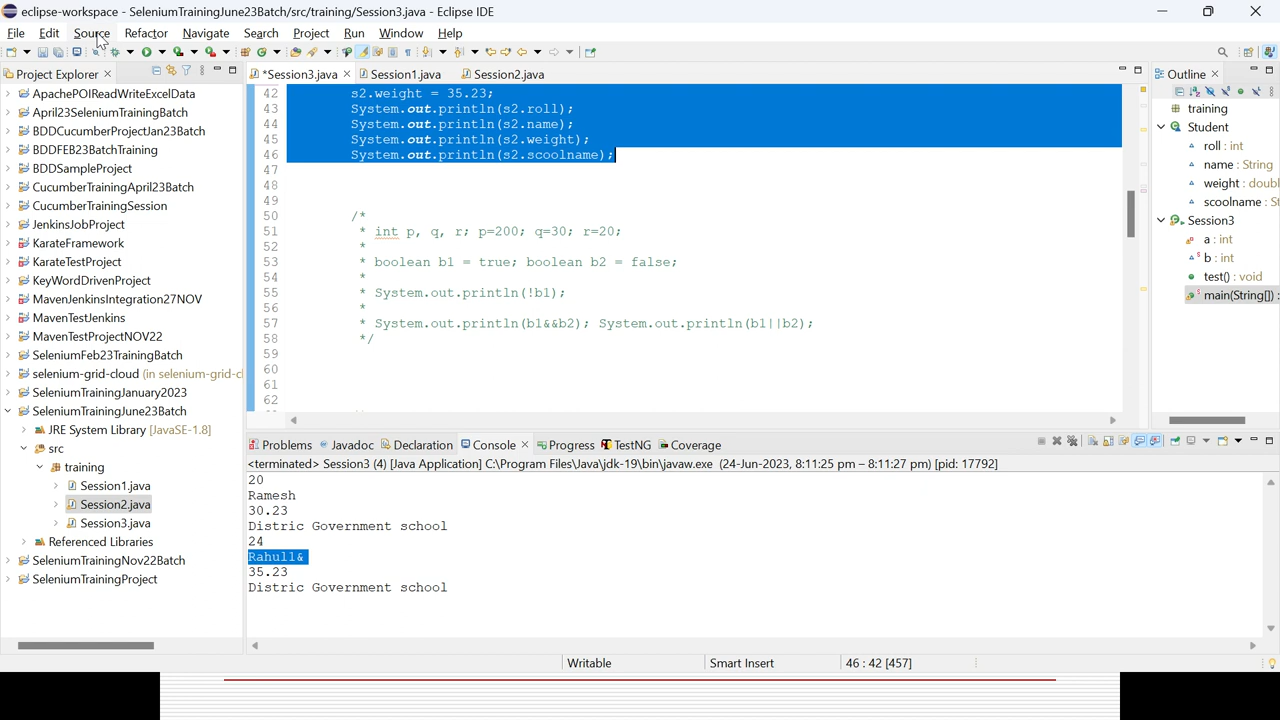 eclipse-workspace - SeleniumTrainingJune23Batch/src/training/Session3.java - Eclipse IDE
File Edit Source Refactor Navigate Search Project Run Window Help
Project Explorer
*Session3.java Session1.java Session2.java
Outline
ApachePOIReadWriteExcelData
April23SeleniumTrainingBatch
BDDCucumberProjectJan23Batch
BDDFEB23BatchTraining
BDDSampleProject
CucumberTrainingApril23Batch
CucumberTrainingSession
JenkinsJobProject
KarateFramework
KarateTestProject
KeyWordDrivenProject
MavenJenkinsIntegration27NOV
MavenTestJenkins
MavenTestProjectNOV22
SeleniumFeb23TrainingBatch
selenium-grid-cloud (in selenium-grid-cl
SeleniumTrainingJanuary2023
SeleniumTrainingJune23Batch
JRE System Library [JavaSE-1.8]
src
training
Session1.java
Session2.java
Session3.java
Referenced Libraries
SeleniumTrainingNov22Batch
SeleniumTrainingProject
42 s2.weight = 35.23;
43 System.out.println(s2.roll);
44 System.out.println(s2.name);
45 System.out.println(s2.weight);
46 System.out.println(s2.scoolname);
47
48
49
50 /*
51 * int p, q, r; p=200; q=30; r=20;
52 *
53 * boolean b1 = true; boolean b2 = false;
54 *
55 * System.out.println(!b1);
56 *
57 * System.out.println(b1&&b2); System.out.println(b1||b2);
58 */
59
60
61
62
training
Student
roll : int
name : String
weight : doubl
scoolname : St
Session3
a : int
b : int
test() : void
main(String[]) :
Problems Javadoc Declaration Console Progress TestNG Coverage
<terminated> Session3 (4) [Java Application] C:\Program Files\Java\jdk-19\bin\javaw.exe (24-Jun-2023, 8:11:25 pm – 8:11:27 pm) [pid: 17792]
20
Ramesh
30.23
Distric Government school
24
Rahul1&
35.23
Distric Government school
Writable Smart Insert 46 : 42 [457]